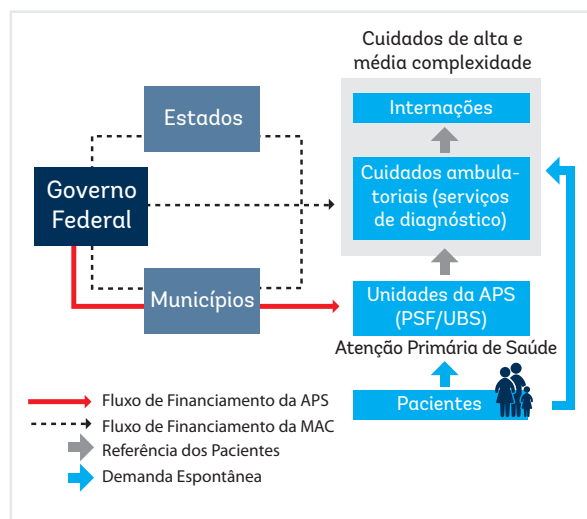 Cuidados de alta e
média complexidade
Internações
Cuidados ambula-
toriais (serviços
de diagnóstico)
Estados
Governo
Federal
Municípios
Unidades da APS
(PSF/UBS)
Atenção Primária de Saúde
Pacientes
Fluxo de Financiamento da APS
Fluxo de Financiamento da MAC
Referência dos Pacientes
Demanda Espontânea